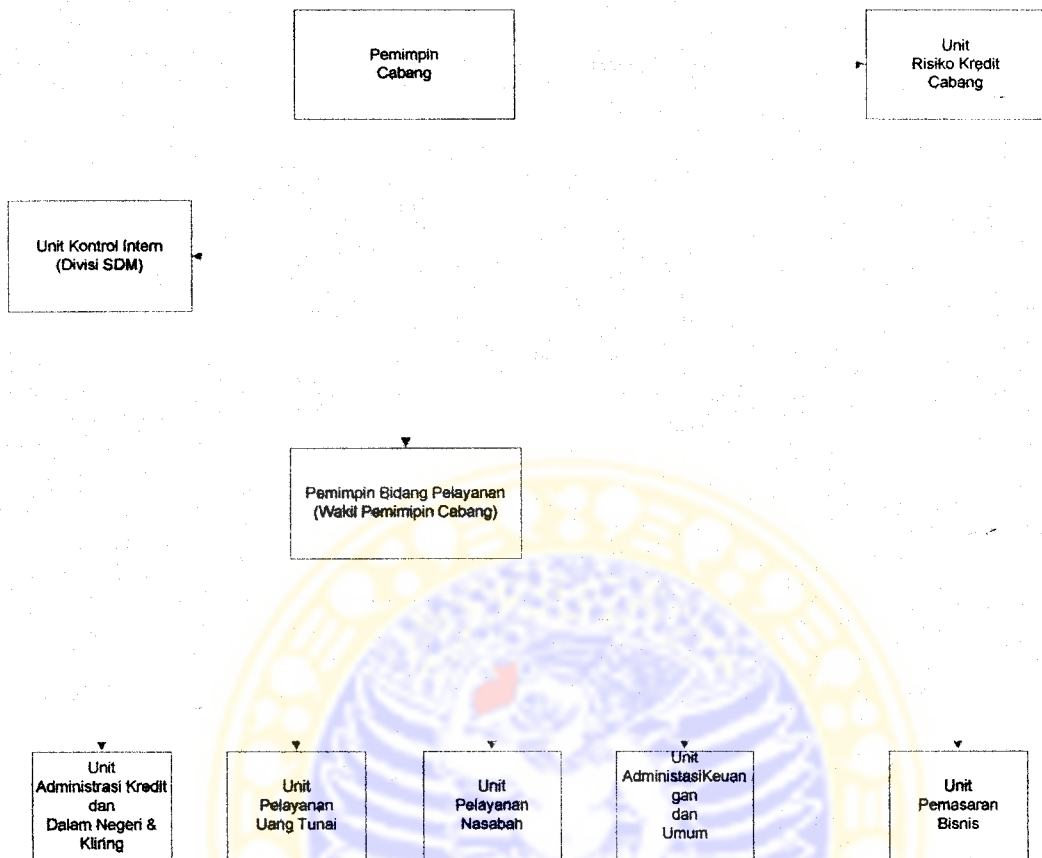 Pemimpin
Cabang
Unit
Risiko Kredit
Cabang
Unit Kontrol Intern
(Divisi SDM)
Pemimpin Bidang Pelayanan
(Wakil Pemimipin Cabang)
Unit
Administrasi Kredit
dan
Dalam Negeri &
Kliring
Unit
Pelayanan
Uang Tunai
Unit
Pelayanan
Nasabah
Unit
AdministasiKeuan
gan
dan
Umum
Unit
Pemasaran
Bisnis